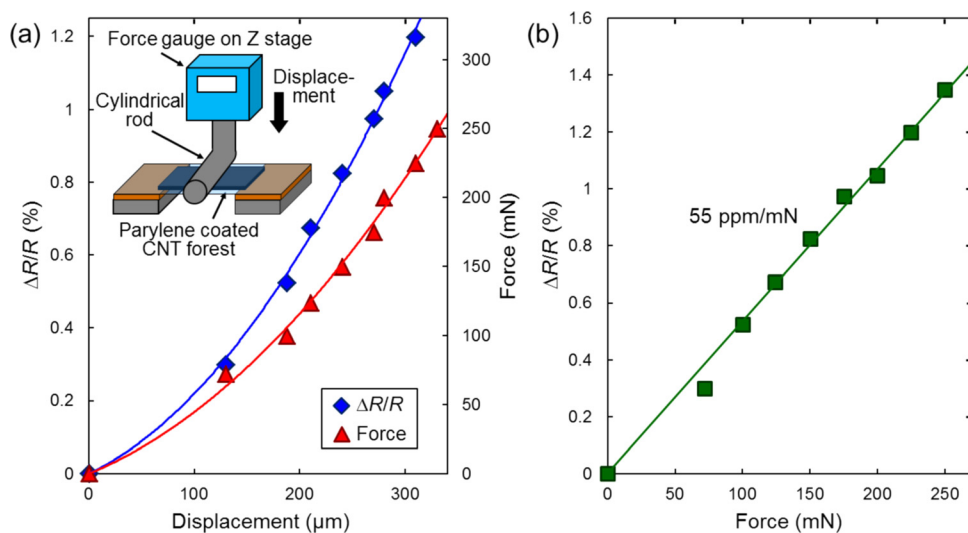 (a)
Force gauge on Z stage
Displace-
ment
Cylindrical
rod
Parylene coated
CNT forest
ΔR/R (%)
0
0.2
0.4
0.6
0.8
1
1.2
0
100
200
300
Displacement (µm)
0
50
100
150
200
250
300
Force (mN)
ΔR/R
Force
(b)
55 ppm/mN
ΔR/R (%)
0
0.2
0.4
0.6
0.8
1
1.2
1.4
1.6
0
50
100
150
200
250
Force (mN)